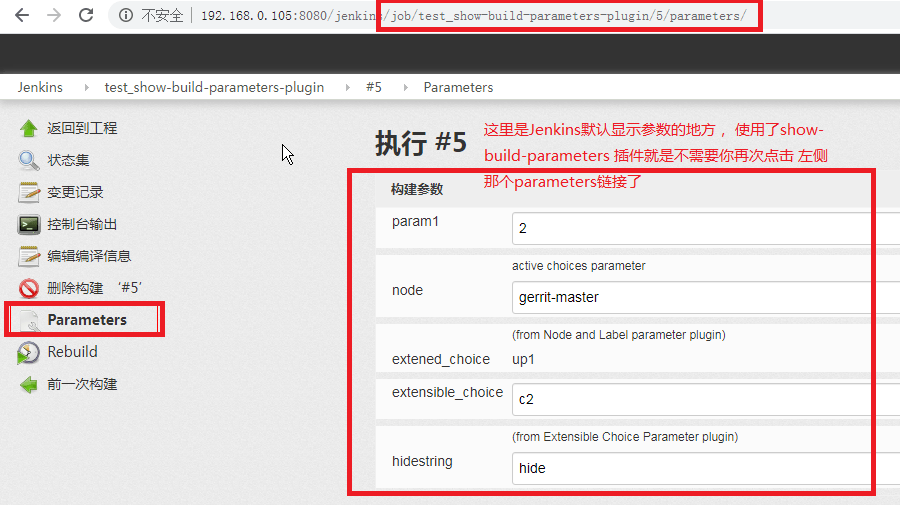 不安全 192.168.0.105:8080/jenkins/job/test_show-build-parameters-plugin/5/parameters/
Jenkins test_show-build-parameters-plugin #5 Parameters
返回到工程
状态集
变更记录
控制台输出
编辑编译信息
删除构建 ‘#5’
Parameters
Rebuild
前一次构建
执行 #5
这里是Jenkins默认显示参数的地方，使用了show-
build-parameters 插件就是不需要你再次点击 左侧
那个parameters链接了
构建参数
param1 2
active choices parameter
node gerrit-master
(from Node and Label parameter plugin)
extened_choice up1
extensible_choice c2
(from Extensible Choice Parameter plugin)
hidestring hide